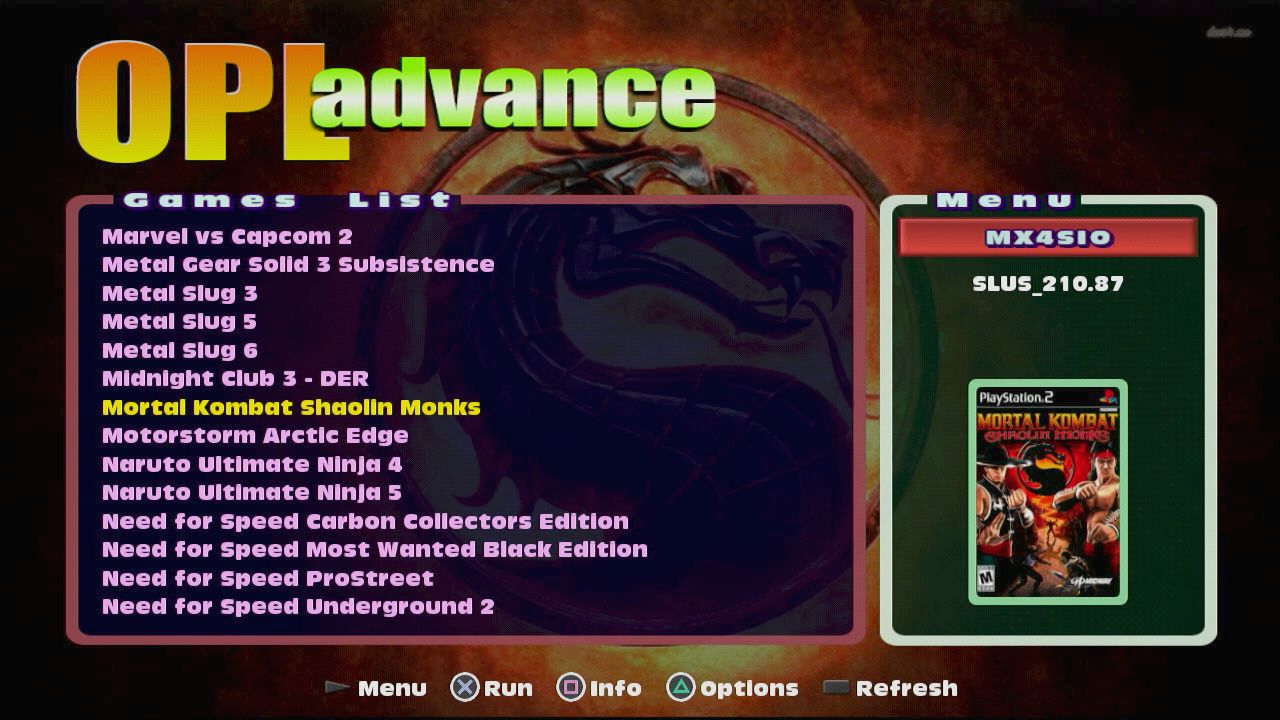 OPL advance
Games List
Marvel vs Capcom 2
Metal Gear Solid 3 Subsistence
Metal Slug 3
Metal Slug 5
Metal Slug 6
Midnight Club 3 - DER
Mortal Kombat Shaolin Monks
Motorstorm Arctic Edge
Naruto Ultimate Ninja 4
Naruto Ultimate Ninja 5
Need for Speed Carbon Collectors Edition
Need for Speed Most Wanted Black Edition
Need for Speed ProStreet
Need for Speed Underground 2
Menu
MX4SIO
SLUS_210.87
PlayStation.2
MORTAL KOMBAT
SHAOLIN MONKS
M
MIDWAY
Menu Run Info Options Refresh